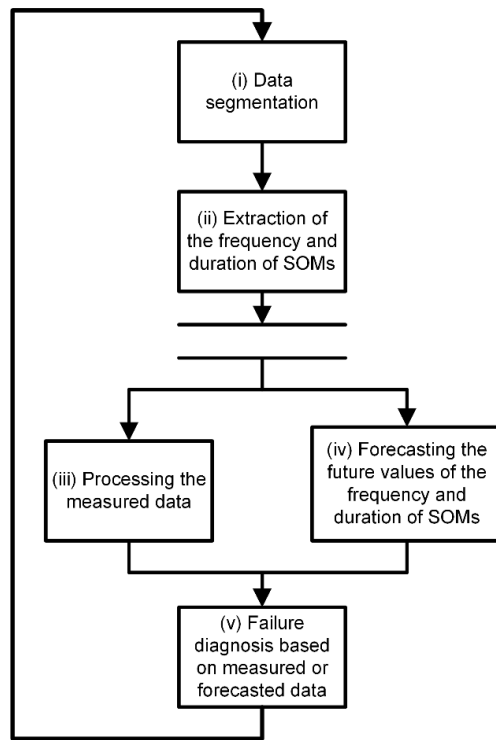 (i) Data
segmentation
(ii) Extraction of
the frequency and
duration of SOMs
(iii) Processing the
measured data
(iv) Forecasting the
future values of the
frequency and
duration of SOMs
(v) Failure
diagnosis based
on measured or
forecasted data